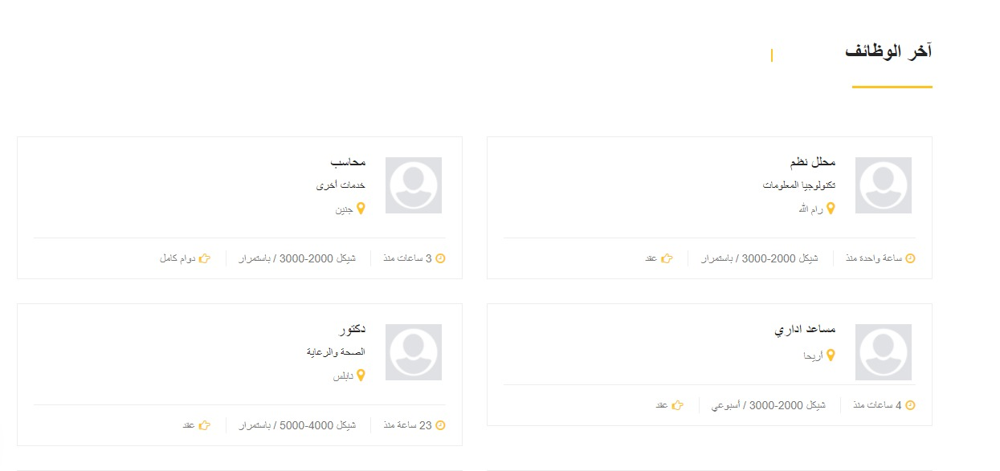 آخر الوظائف
محلل نظم
تكنولوجيا المعلومات
رام الله
ساعة واحدة منذ
شيكل 2000-3000 / باستمرار
عقد
محاسب
خدمات أخرى
جنين
3 ساعات منذ
شيكل 2000-3000 / باستمرار
دوام كامل
مساعد اداري
أريحا
4 ساعات منذ
شيكل 2000-3000 / أسبوعي
عقد
دكتور
الصحة والرعاية
نابلس
23 ساعة منذ
شيكل 4000-5000 / باستمرار
عقد